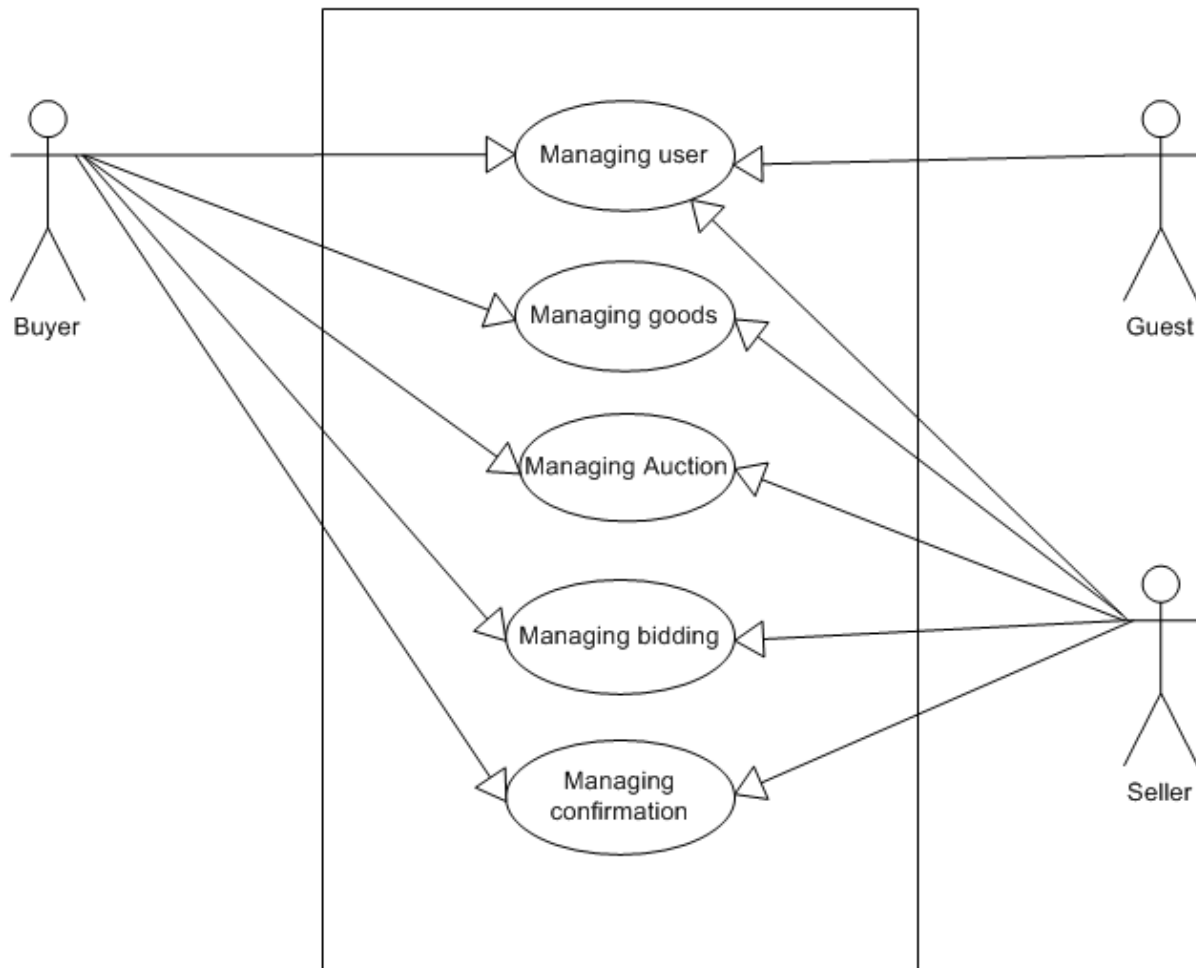 Managing user
Managing goods
Buyer
Guest
Managing Auction
Managing bidding
Managing
confirmation
Seller